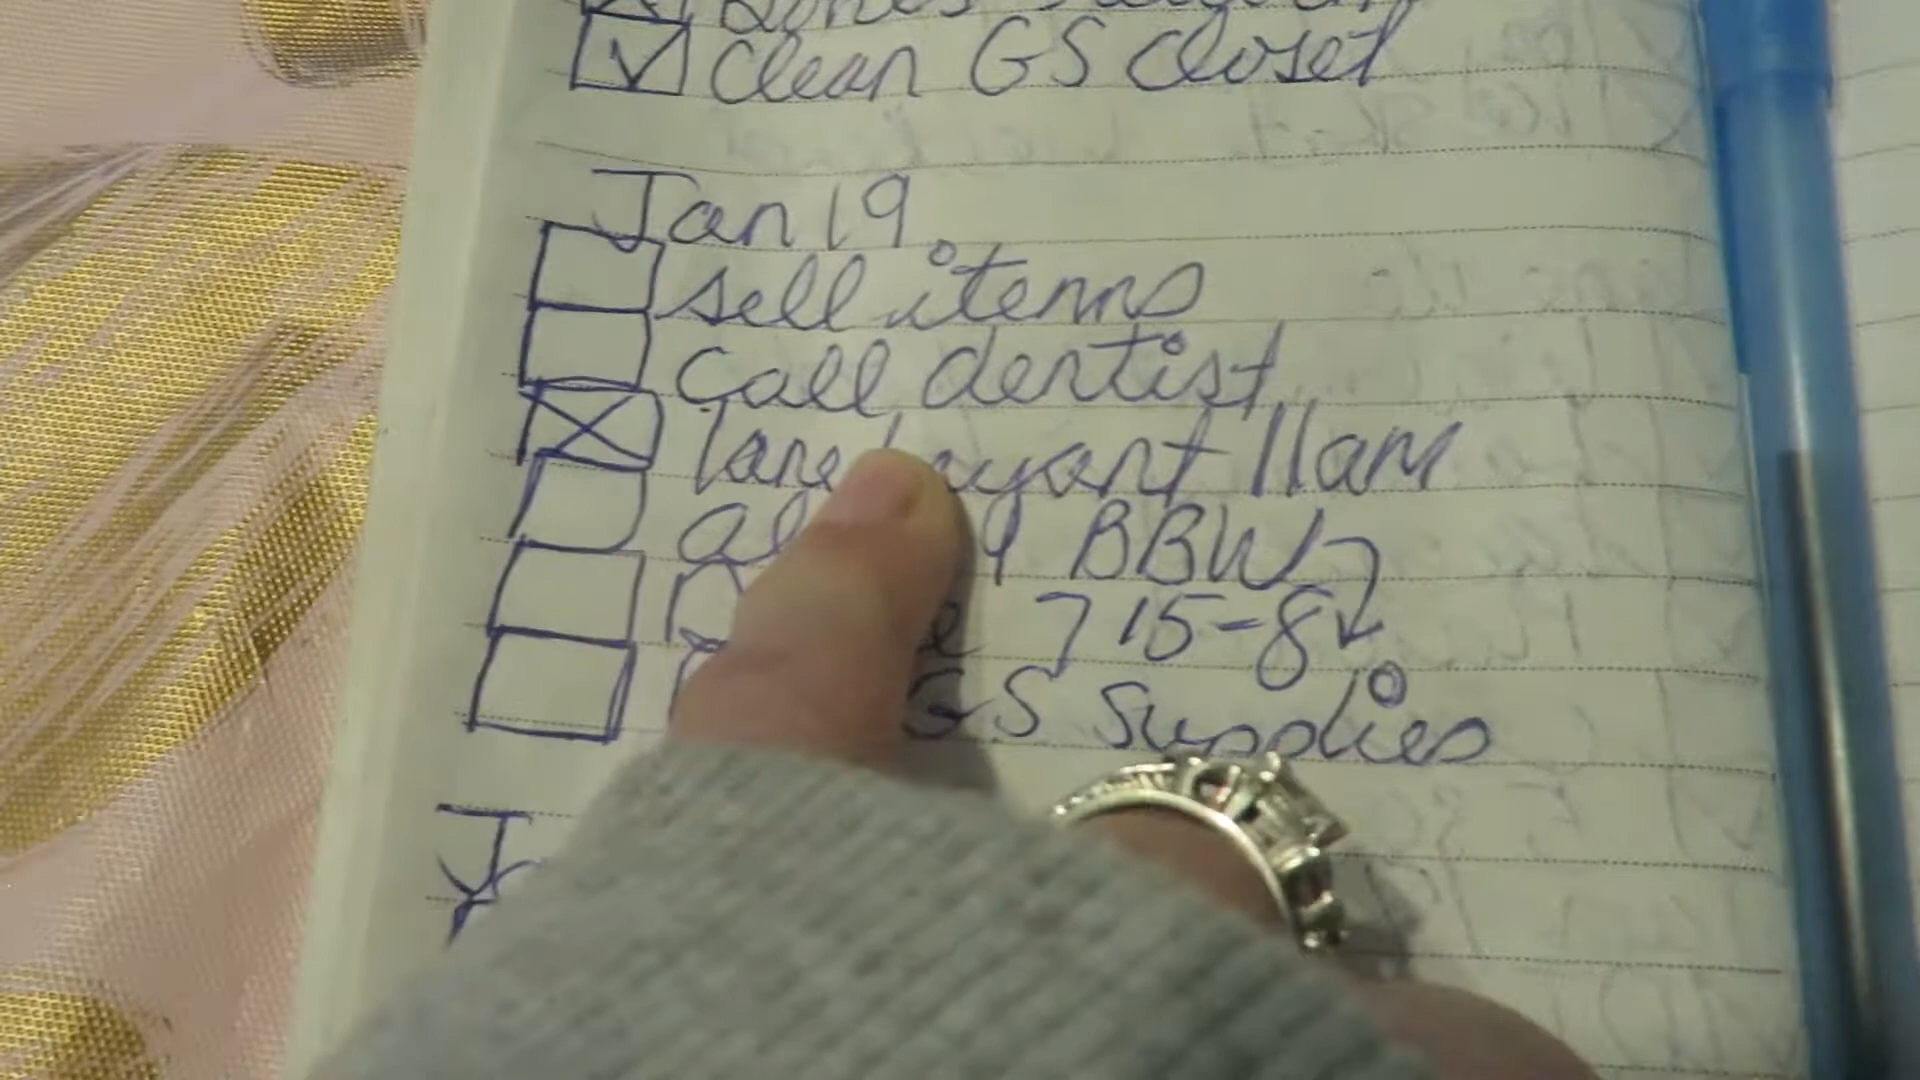 Clean GS closet
Jan 19
sell items
call dentist
lane bryant 11am
BBW
7 15-8
GS Supplies